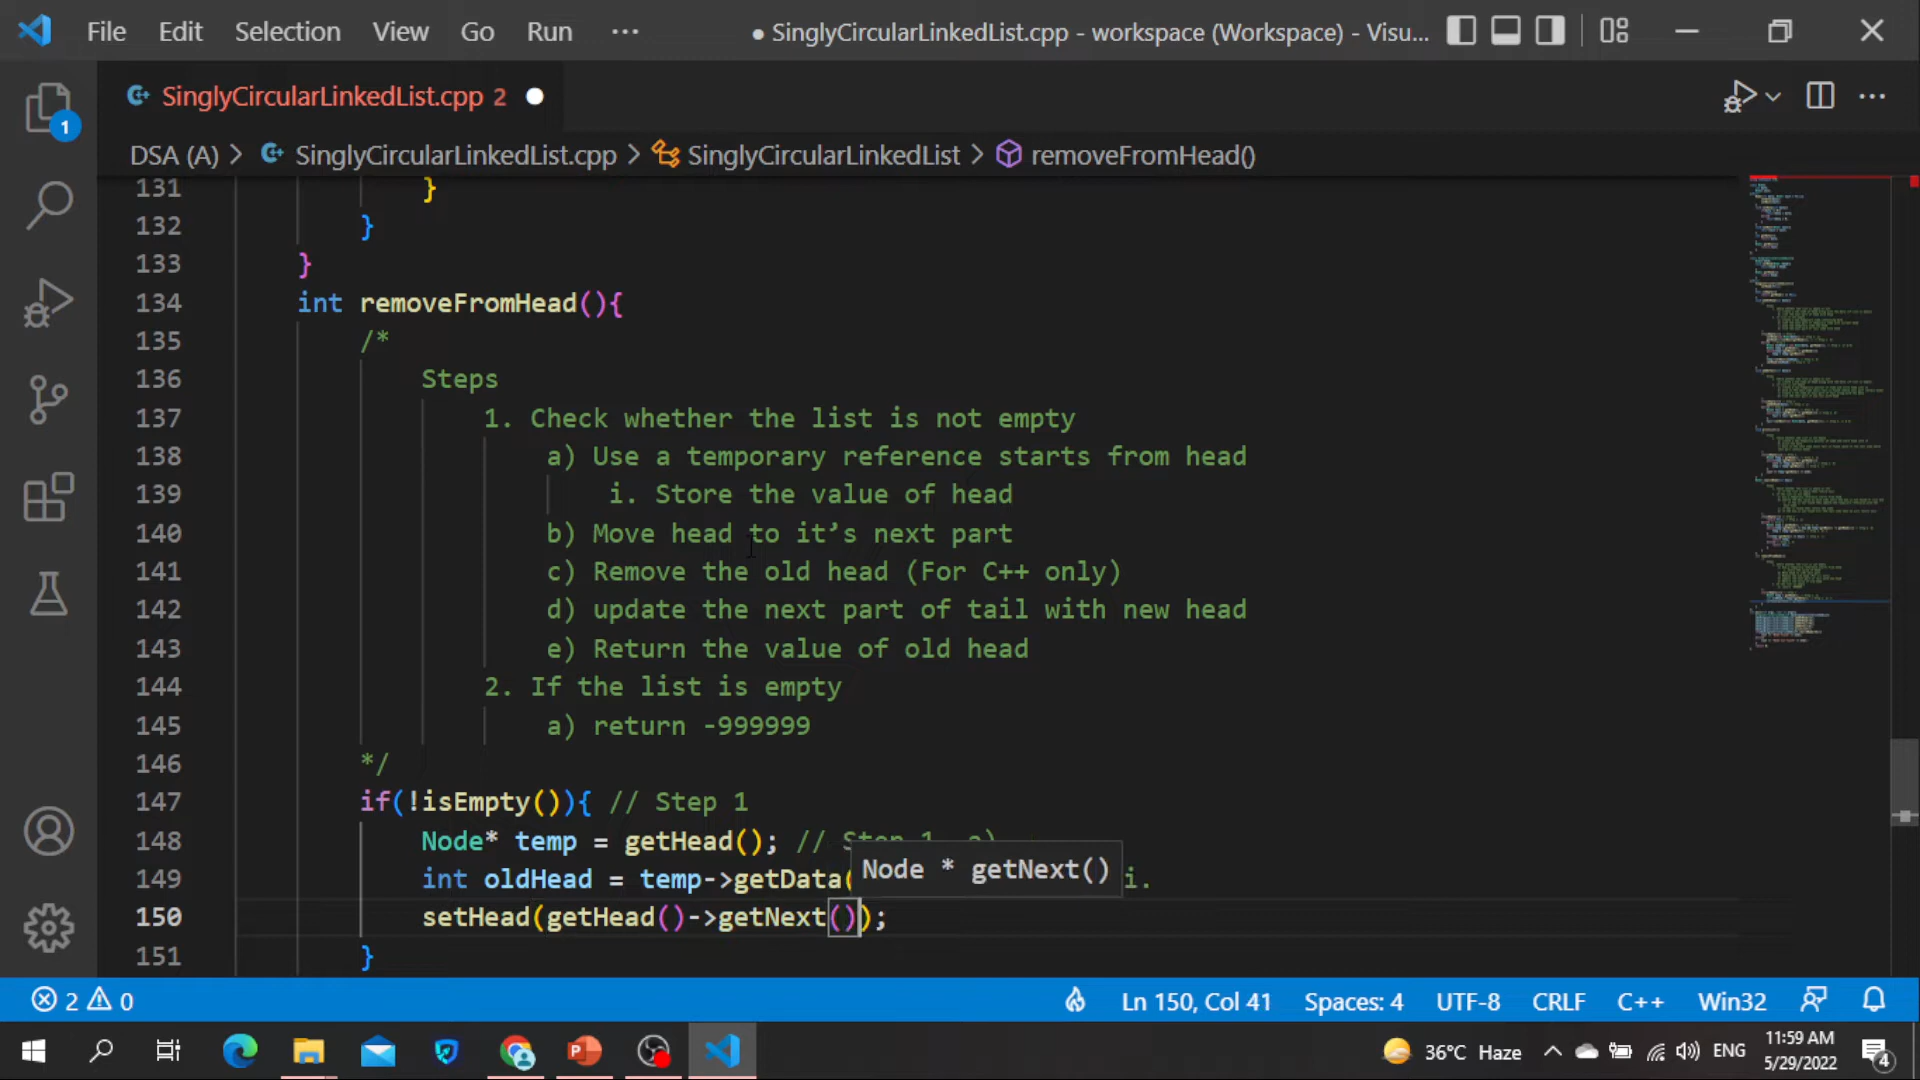 File Edit Selection View Go Run ··· ● SinglyCircularLinkedList.cpp - workspace (Workspace) - Visu...
SinglyCircularLinkedList.cpp 2
DSA (A) > SinglyCircularLinkedList.cpp > SinglyCircularLinkedList > removeFromHead()
1
131 }
132 }
133 }
134 int removeFromHead(){
135 /*
136 Steps
137 1. Check whether the list is not empty
138 a) Use a temporary reference starts from head
139 i. Store the value of head
140 b) Move head to it’s next part
141 c) Remove the old head (For C++ only)
142 d) update the next part of tail with new head
143 e) Return the value of old head
144 2. If the list is empty
145 a) return -999999
146 */
147 if(!isEmpty()){ // Step 1
148 Node* temp = getHead(); // Step 1, a)
Node * getNext()
149 int oldHead = temp->getData( i.
150 setHead(getHead()->getNext());
151 }
2 0 Ln 150, Col 41 Spaces: 4 UTF-8 CRLF C++ Win32
36°C Haze ENG 11:59 AM
5/29/2022
4